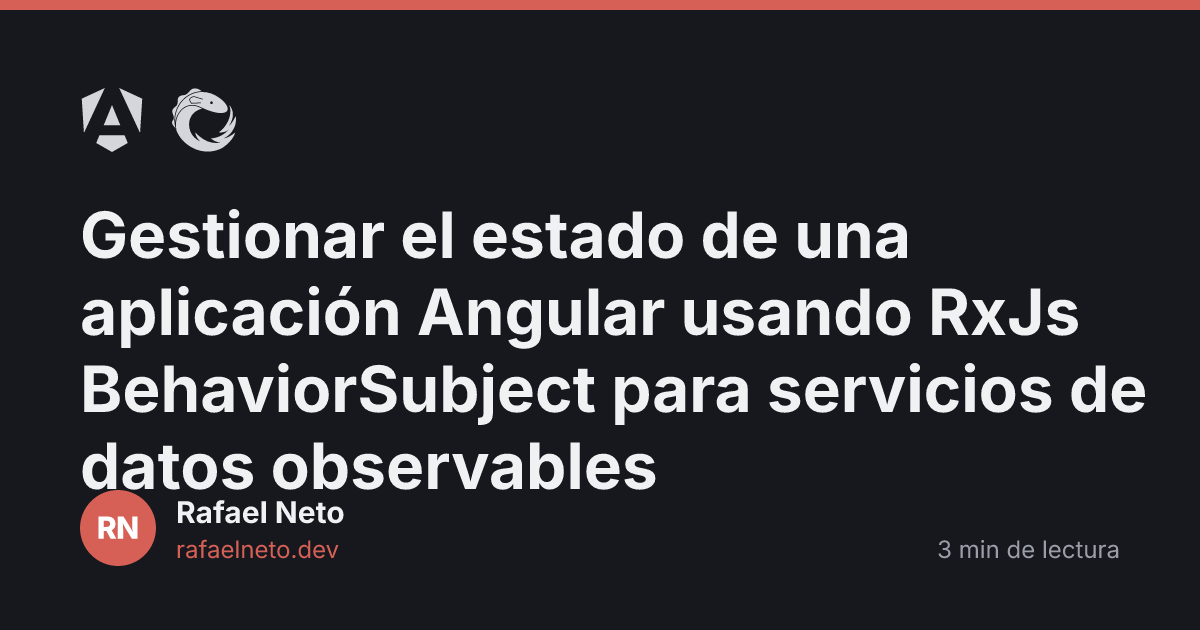 Gestionar el estado de una
aplicación Angular usando RxJs
BehaviorSubject para servicios de
datos observables
RN
Rafael Neto
rafaelneto.dev
3 min de lectura